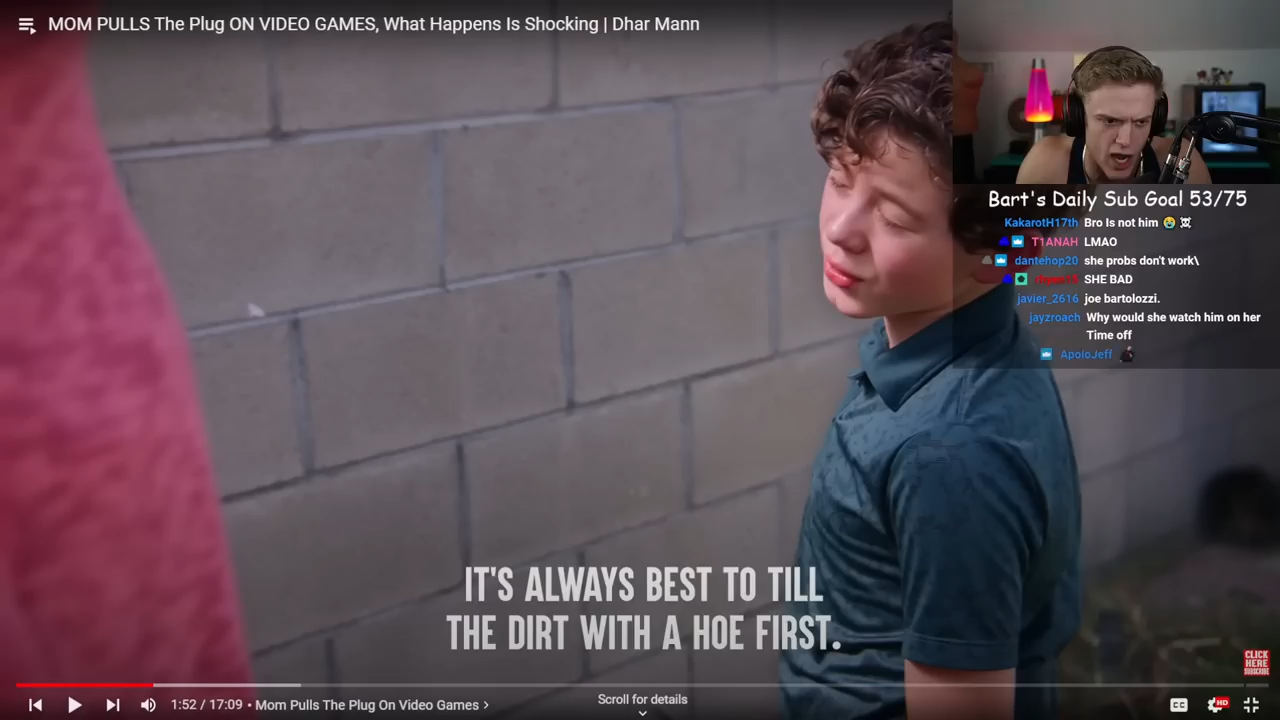 MOM PULLS The Plug ON VIDEO GAMES, What Happens Is Shocking | Dhar Mann
Bart's Daily Sub Goal 53/75
KakarotH17th Bro Is not him
T1ANAH LMAO
dantehop20 she probs don't work\
SHE BAD
javier_2616 joe bartolozzi.
jayzroach Why would she watch him on her
Time off
ApoloJeff
IT'S ALWAYS BEST TO TILL
THE DIRT WITH A HOE FIRST.
CLICK
HERE
SUBSCRIBE
1:52 / 17:09 • Mom Pulls The Plug On Video Games
Scroll for details
CC
HD